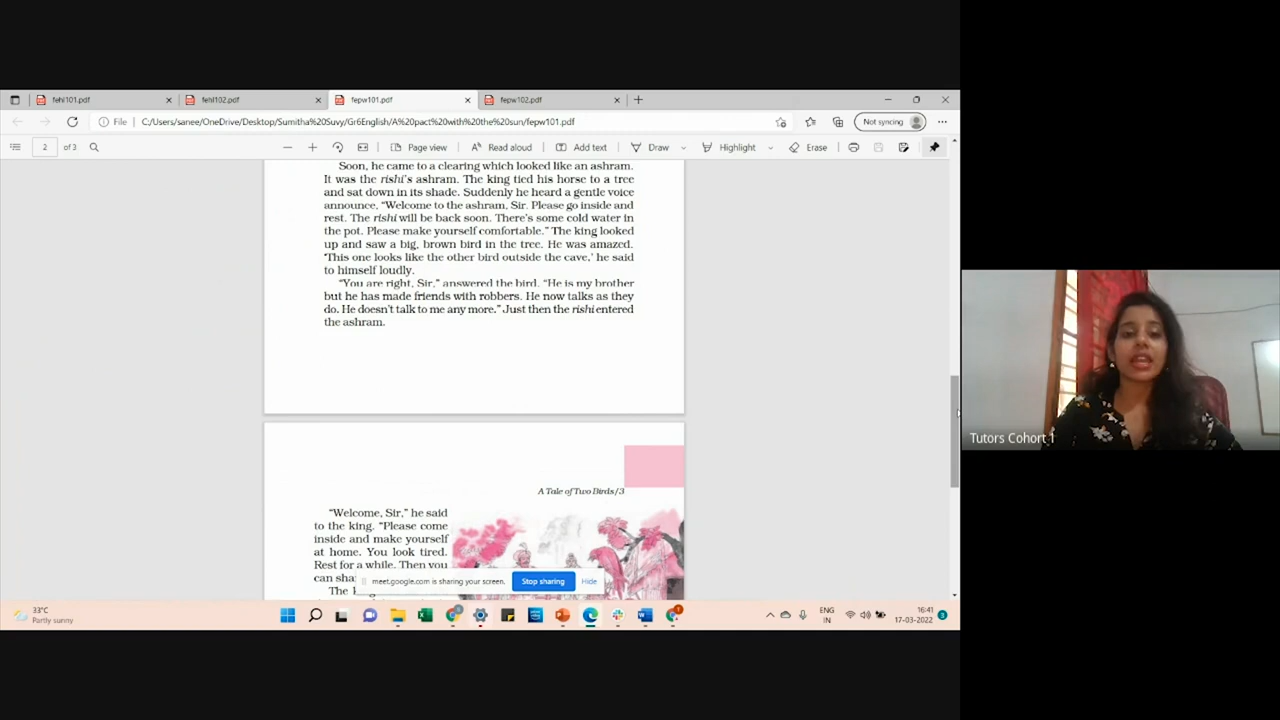 fehl101.pdf
fehl102.pdf
fepw101.pdf
fepw102.pdf
File
C:/Users/sanee/OneDrive/Desktop/Sumitha%20Suvy/Gr6English/A%20pact%20with%20the%20sun/fepw101.pdf
Not syncing
2 of 3
Page view
Read aloud
Add text
Draw
Highlight
Erase
Soon, he came to a clearing which looked like an ashram.
It was the rishi's ashram. The king tied his horse to a tree
and sat down in its shade. Suddenly he heard a gentle voice
announce, “Welcome to the ashram, Sir. Please go inside and
rest. The rishi will be back soon. There's some cold water in
the pot. Please make yourself comfortable.” The king looked
up and saw a big, brown bird in the tree. He was amazed.
‘This one looks like the other bird outside the cave,’ he said
to himself loudly.
“You are right, Sir,” answered the bird. “He is my brother
but he has made friends with robbers. He now talks as they
do. He doesn't talk to me any more.” Just then the rishi entered
the ashram.
A Tale of Two Birds/3
“Welcome, Sir,” he said
to the king. “Please come
inside and make yourself
at home. You look tired.
Rest for a while. Then you
can
The
meet.google.com is sharing your screen.
Stop sharing
Hide
Tutors Cohort 1
33°C
Partly sunny
ENG
IN
16:41
17-03-2022
3